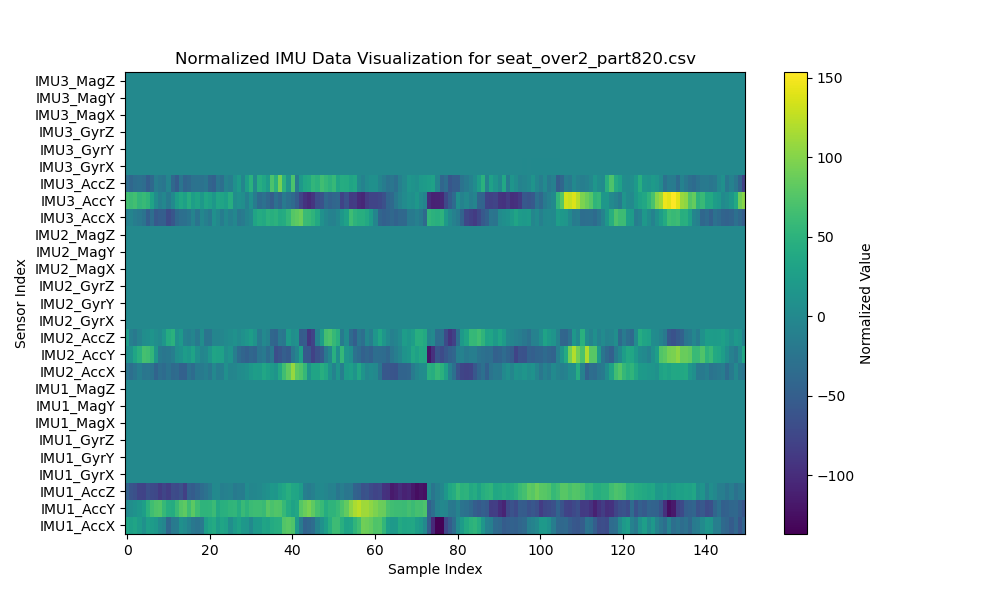 Normalized IMU Data Visualization for seat_over2_part820.csv
IMU3_MagZ
IMU3_MagY
IMU3_MagX
IMU3_GyrZ
IMU3_GyrY
IMU3_GyrX
IMU3_AccZ
IMU3_AccY
IMU3_AccX
IMU2_MagZ
IMU2_MagY
IMU2_MagX
IMU2_GyrZ
IMU2_GyrY
IMU2_GyrX
IMU2_AccZ
IMU2_AccY
IMU2_AccX
IMU1_MagZ
IMU1_MagY
IMU1_MagX
IMU1_GyrZ
IMU1_GyrY
IMU1_GyrX
IMU1_AccZ
IMU1_AccY
IMU1_AccX
Sensor Index
0 20 40 60 80 100 120 140
Sample Index
150
100
50
0
−50
−100
Normalized Value